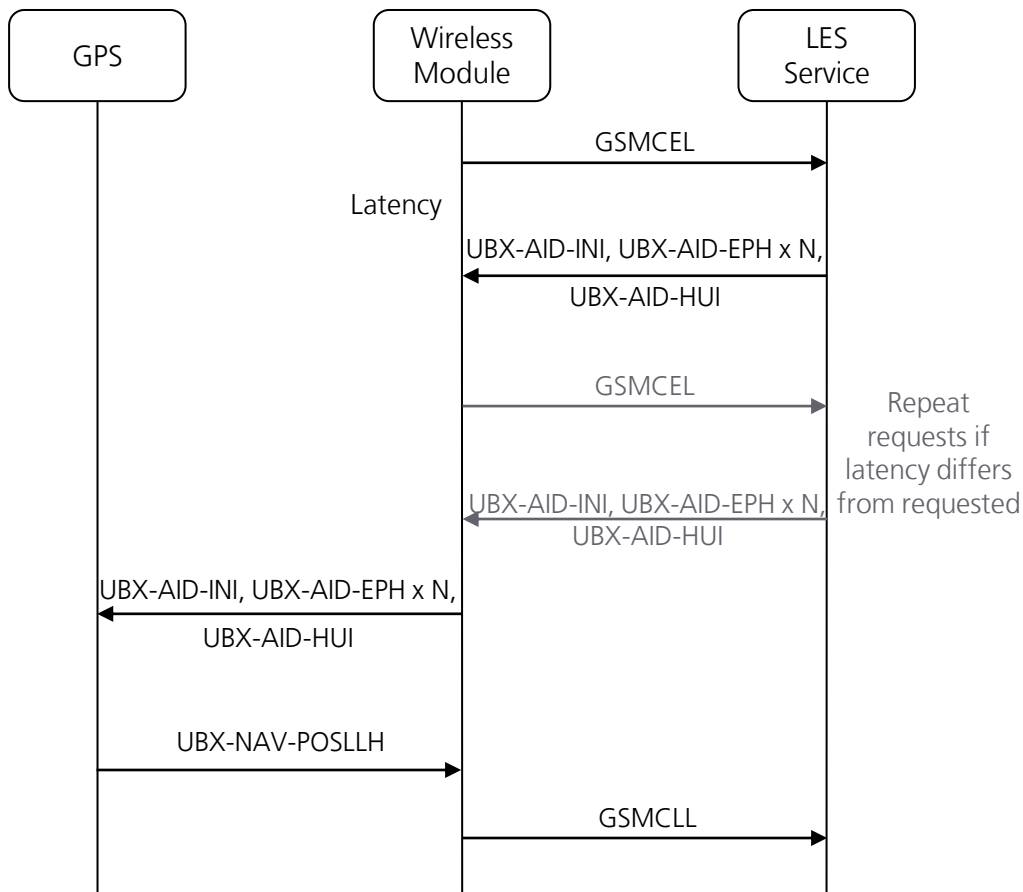 GPS
Wireless
Module
LES
Service
GSMCEL
Latency
UBX-AID-INI, UBX-AID-EPH x N,
UBX-AID-HUI
GSMCEL
Repeat
requests if
latency differs
from requested
UBX-AID-INI, UBX-AID-EPH x N,
UBX-AID-HUI
UBX-AID-INI, UBX-AID-EPH x N,
UBX-AID-HUI
UBX-NAV-POSLLH
GSMCLL